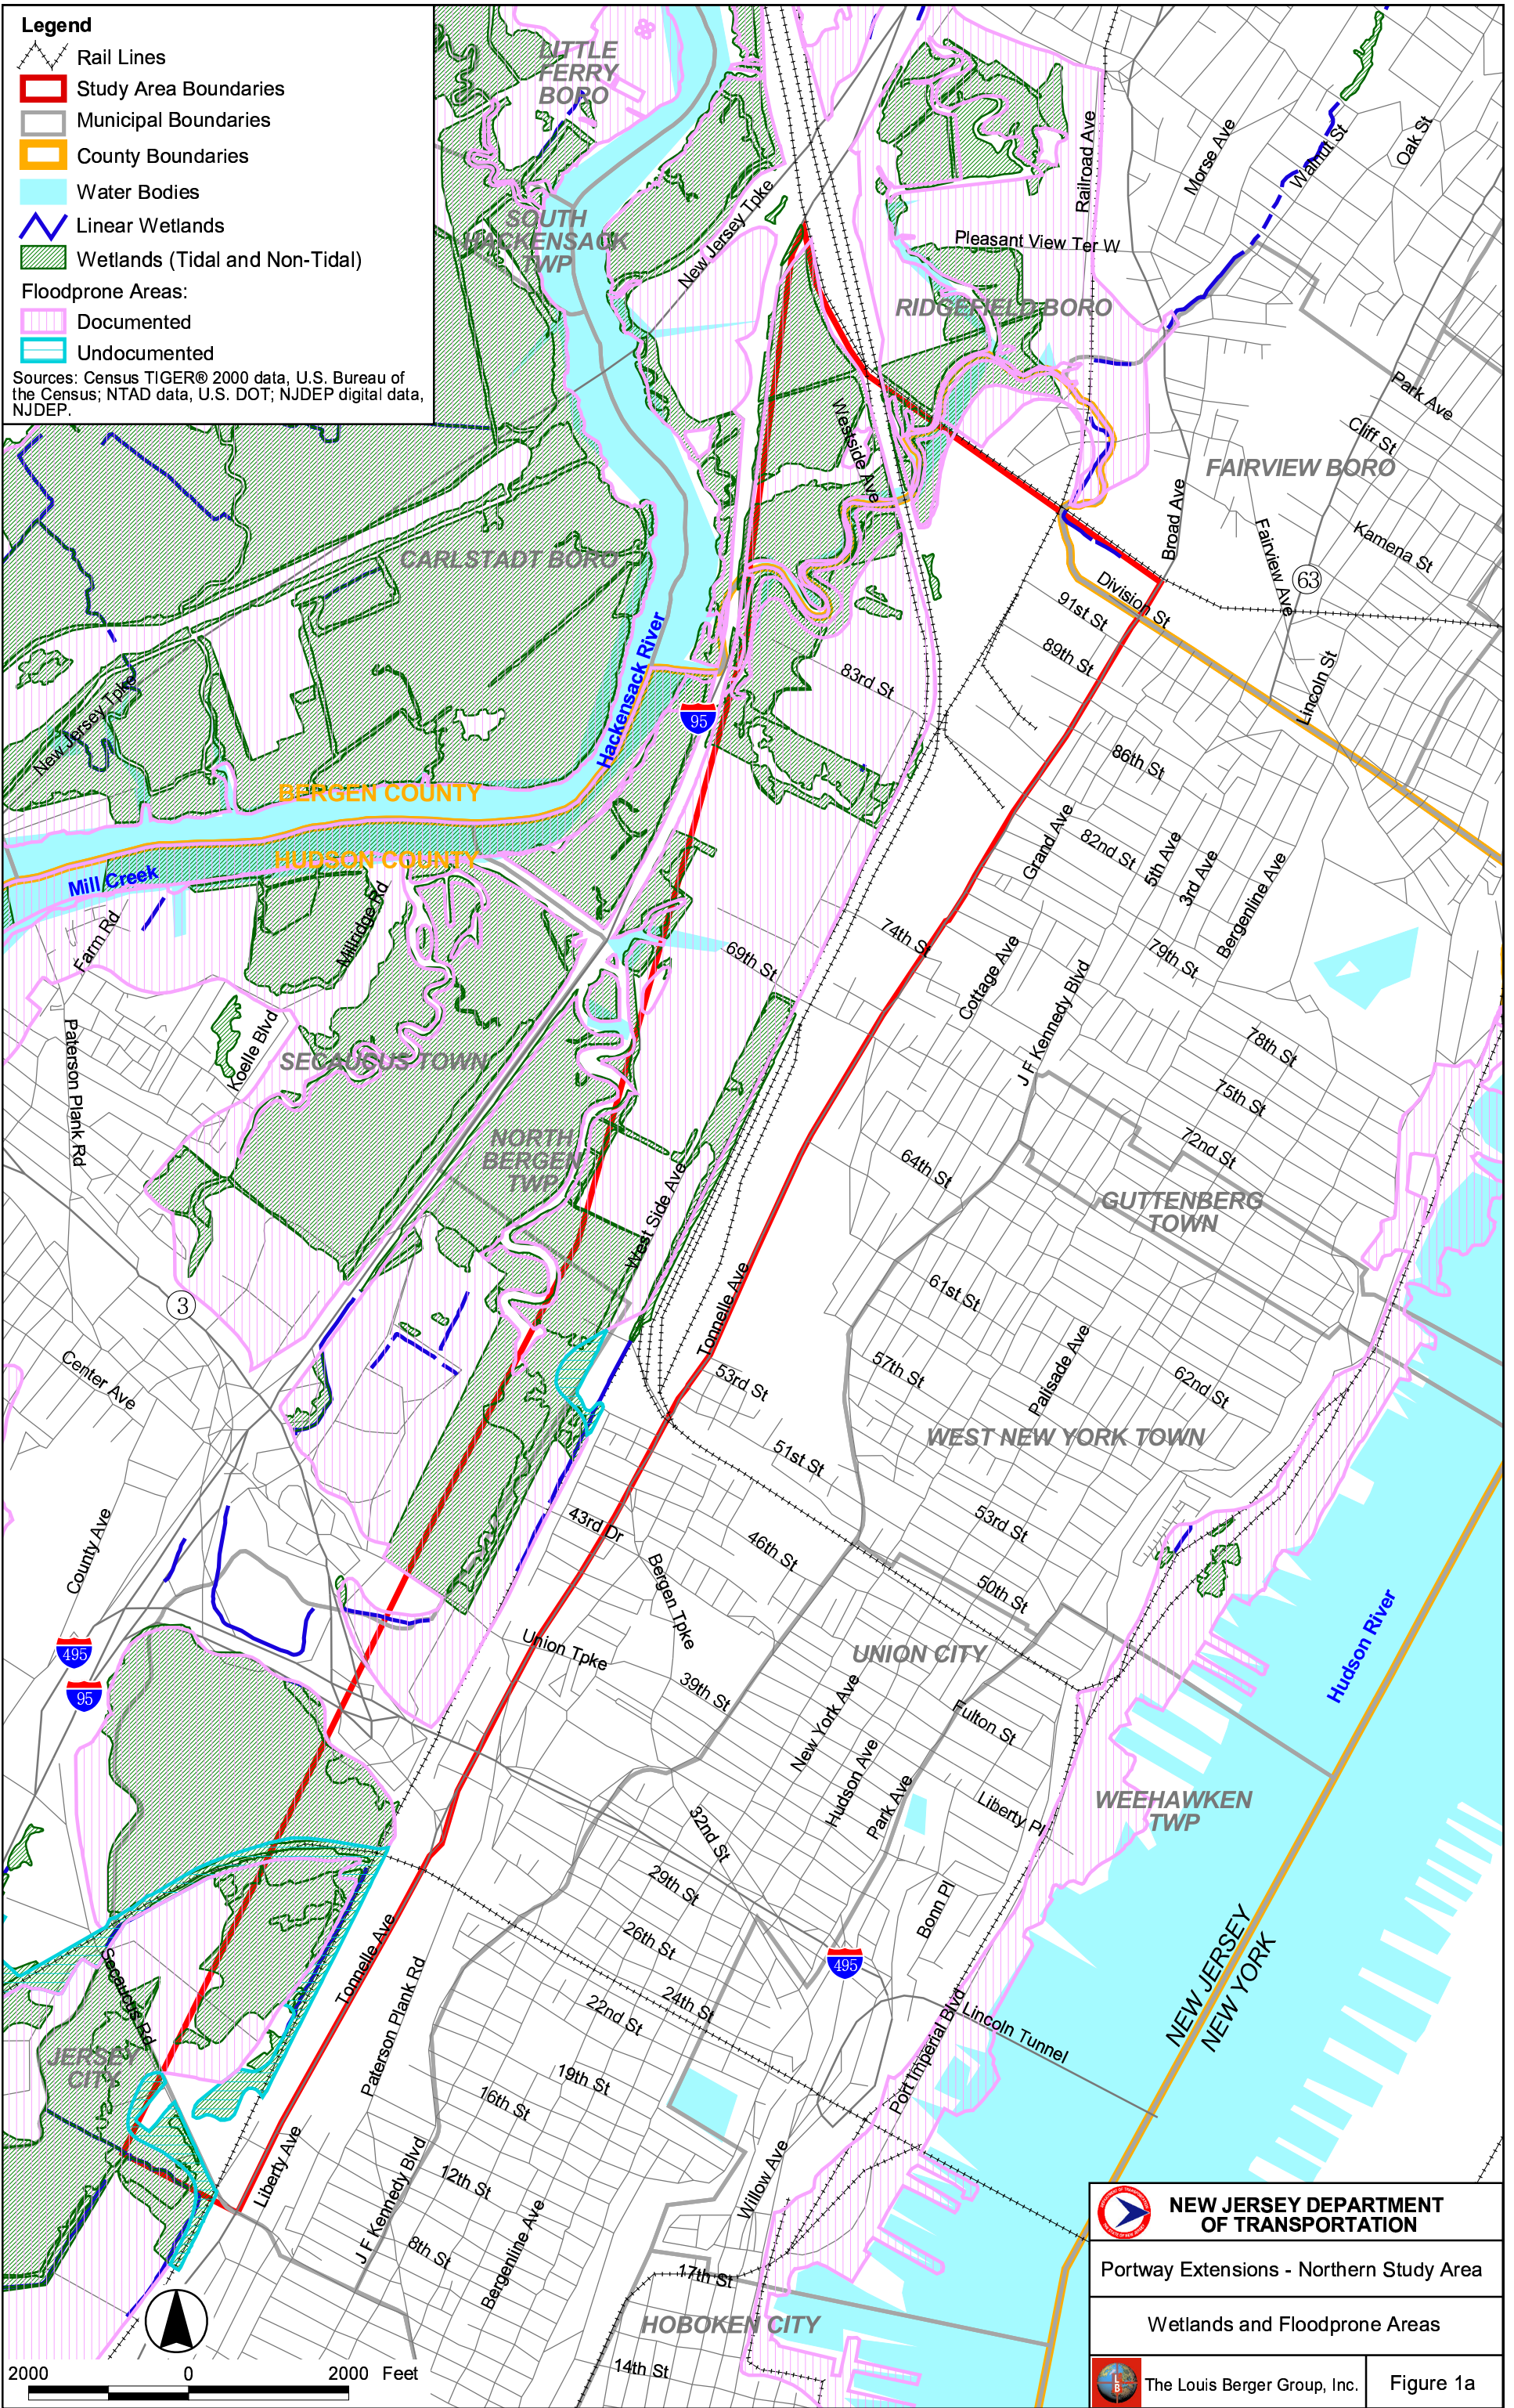 Legend
Rail Lines
Study Area Boundaries
Municipal Boundaries
County Boundaries
Water Bodies
Linear Wetlands
Wetlands (Tidal and Non-Tidal)
Floodprone Areas:
Documented
Undocumented
Sources: Census TIGER® 2000 data, U.S. Bureau of
the Census; NTAD data, U.S. DOT; NJDEP digital data,
NJDEP.
LITTLE
FERRY
BORO
SOUTH
HACKENSACK
TWP
New Jersey Tpke
Railroad Ave
Morse Ave
Walnut St
Oak St
Pleasant View Ter W
RIDGEFIELD BORO
Park Ave
Cliff St
Westside Ave
FAIRVIEW BORO
Broad Ave
Fairview Ave
Kamena St
63
CARLSTADT BORO
Division St
91st St
89th St
Hackensack River
83rd St
Lincoln St
New Jersey Tpke
95
86th St
BERGEN COUNTY
HUDSON COUNTY
Mill Creek
Grand Ave
82nd St
5th Ave
3rd Ave
Bergenline Ave
Farm Rd
Millridge Rd
74th St
69th St
79th St
Cottage Ave
J F Kennedy Blvd
Koelle Blvd
Paterson Plank Rd
SECAUCUS TOWN
78th St
75th St
72nd St
NORTH
BERGEN
TWP
64th St
GUTTENBERG
TOWN
West Side Ave
61st St
3
Tonnelle Ave
Center Ave
53rd St
57th St
Palisade Ave
62nd St
WEST NEW YORK TOWN
51st St
County Ave
43rd Dr
46th St
53rd St
50th St
Bergen Tpke
Union Tpke
UNION CITY
Hudson River
495
95
39th St
New York Ave
Fulton St
Hudson Ave
Park Ave
Liberty Pl
WEEHAWKEN
TWP
32nd St
29th St
Bonn Pl
26th St
495
Secaucus Rd
Tonnelle Ave
Paterson Plank Rd
24th St
22nd St
Lincoln Tunnel
Port Imperial Blvd
NEW JERSEY
NEW YORK
JERSEY
CITY
19th St
16th St
Liberty Ave
J F Kennedy Blvd
12th St
8th St
Bergenline Ave
Willow Ave
17th St
HOBOKEN CITY
14th St
2000 0 2000 Feet
NEW JERSEY DEPARTMENT
OF TRANSPORTATION
Portway Extensions - Northern Study Area
Wetlands and Floodprone Areas
The Louis Berger Group, Inc.
Figure 1a